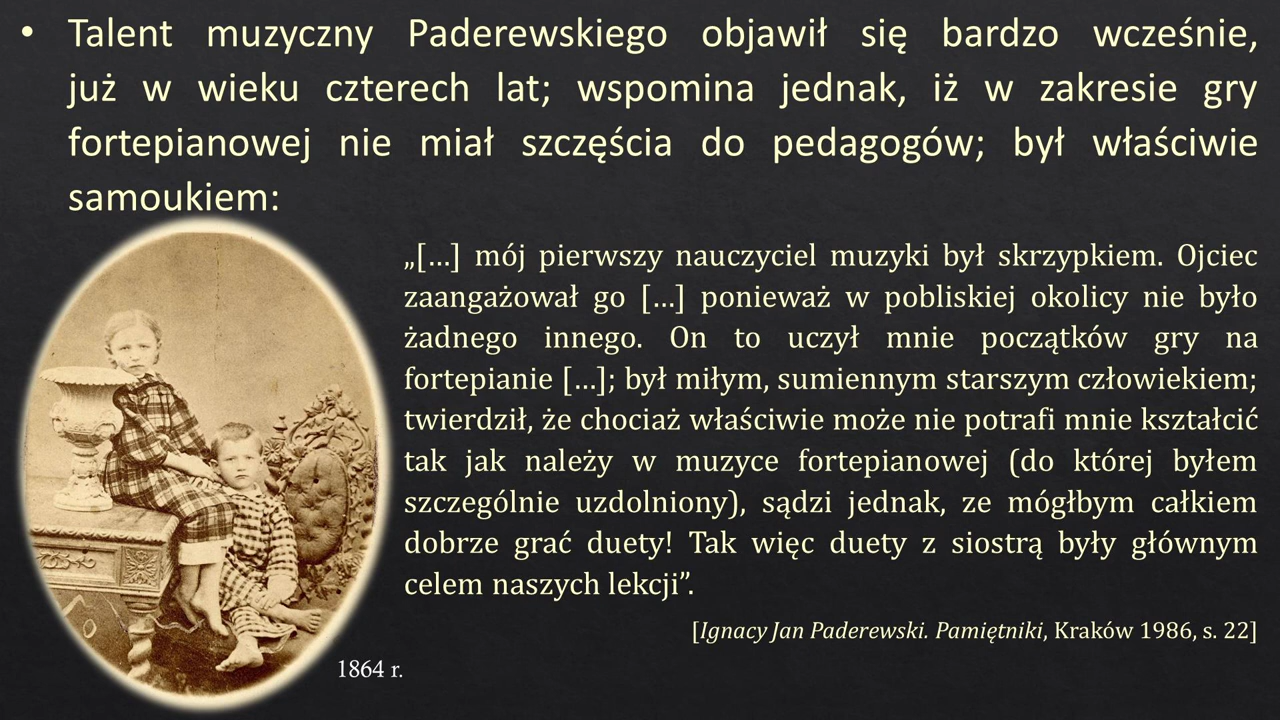 • Talent muzyczny Paderewskiego objawił się bardzo wcześnie,
już w wieku czterech lat; wspomina jednak, iż w zakresie gry
fortepianowej nie miał szczęścia do pedagogów; był właściwie
samoukiem:
„[…] mój pierwszy nauczyciel muzyki był skrzypkiem. Ojciec
zaangażował go […] ponieważ w pobliskiej okolicy nie było
żadnego innego. On to uczył mnie początków gry na
fortepianie […]; był miłym, sumiennym starszym człowiekiem;
twierdził, że chociaż właściwie może nie potrafi mnie kształcić
tak jak należy w muzyce fortepianowej (do której byłem
szczególnie uzdolniony), sądzi jednak, ze mógłbym całkiem
dobrze grać duety! Tak więc duety z siostrą były głównym
celem naszych lekcji”.
[Ignacy Jan Paderewski. Pamiętniki, Kraków 1986, s. 22]
1864 r.